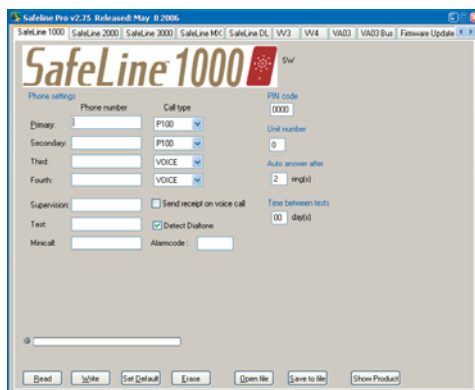 Safeline Pro v2.75 Released: May 8 2006
SafeLine 1000 SafeLine 2000 SafeLine 3000 SafeLine MX SafeLine DL VV3 VV4 VA03 VA03 Bus Firmware Update
SafeLine 1000 SW
Phone settings PIN code
Phone number Call type 0000
Primary: P100 Unit number
Secondary: P100 0
Third: VOICE Auto answer after
Fourth: VOICE 2 ring(s)
Supervision: Send receipt on voice call Time between tests
Test: Detect Dialtone 00 day(s)
Minicall: Alarmcode :
Read Write Set Default Erase Open file Save to file Show Product